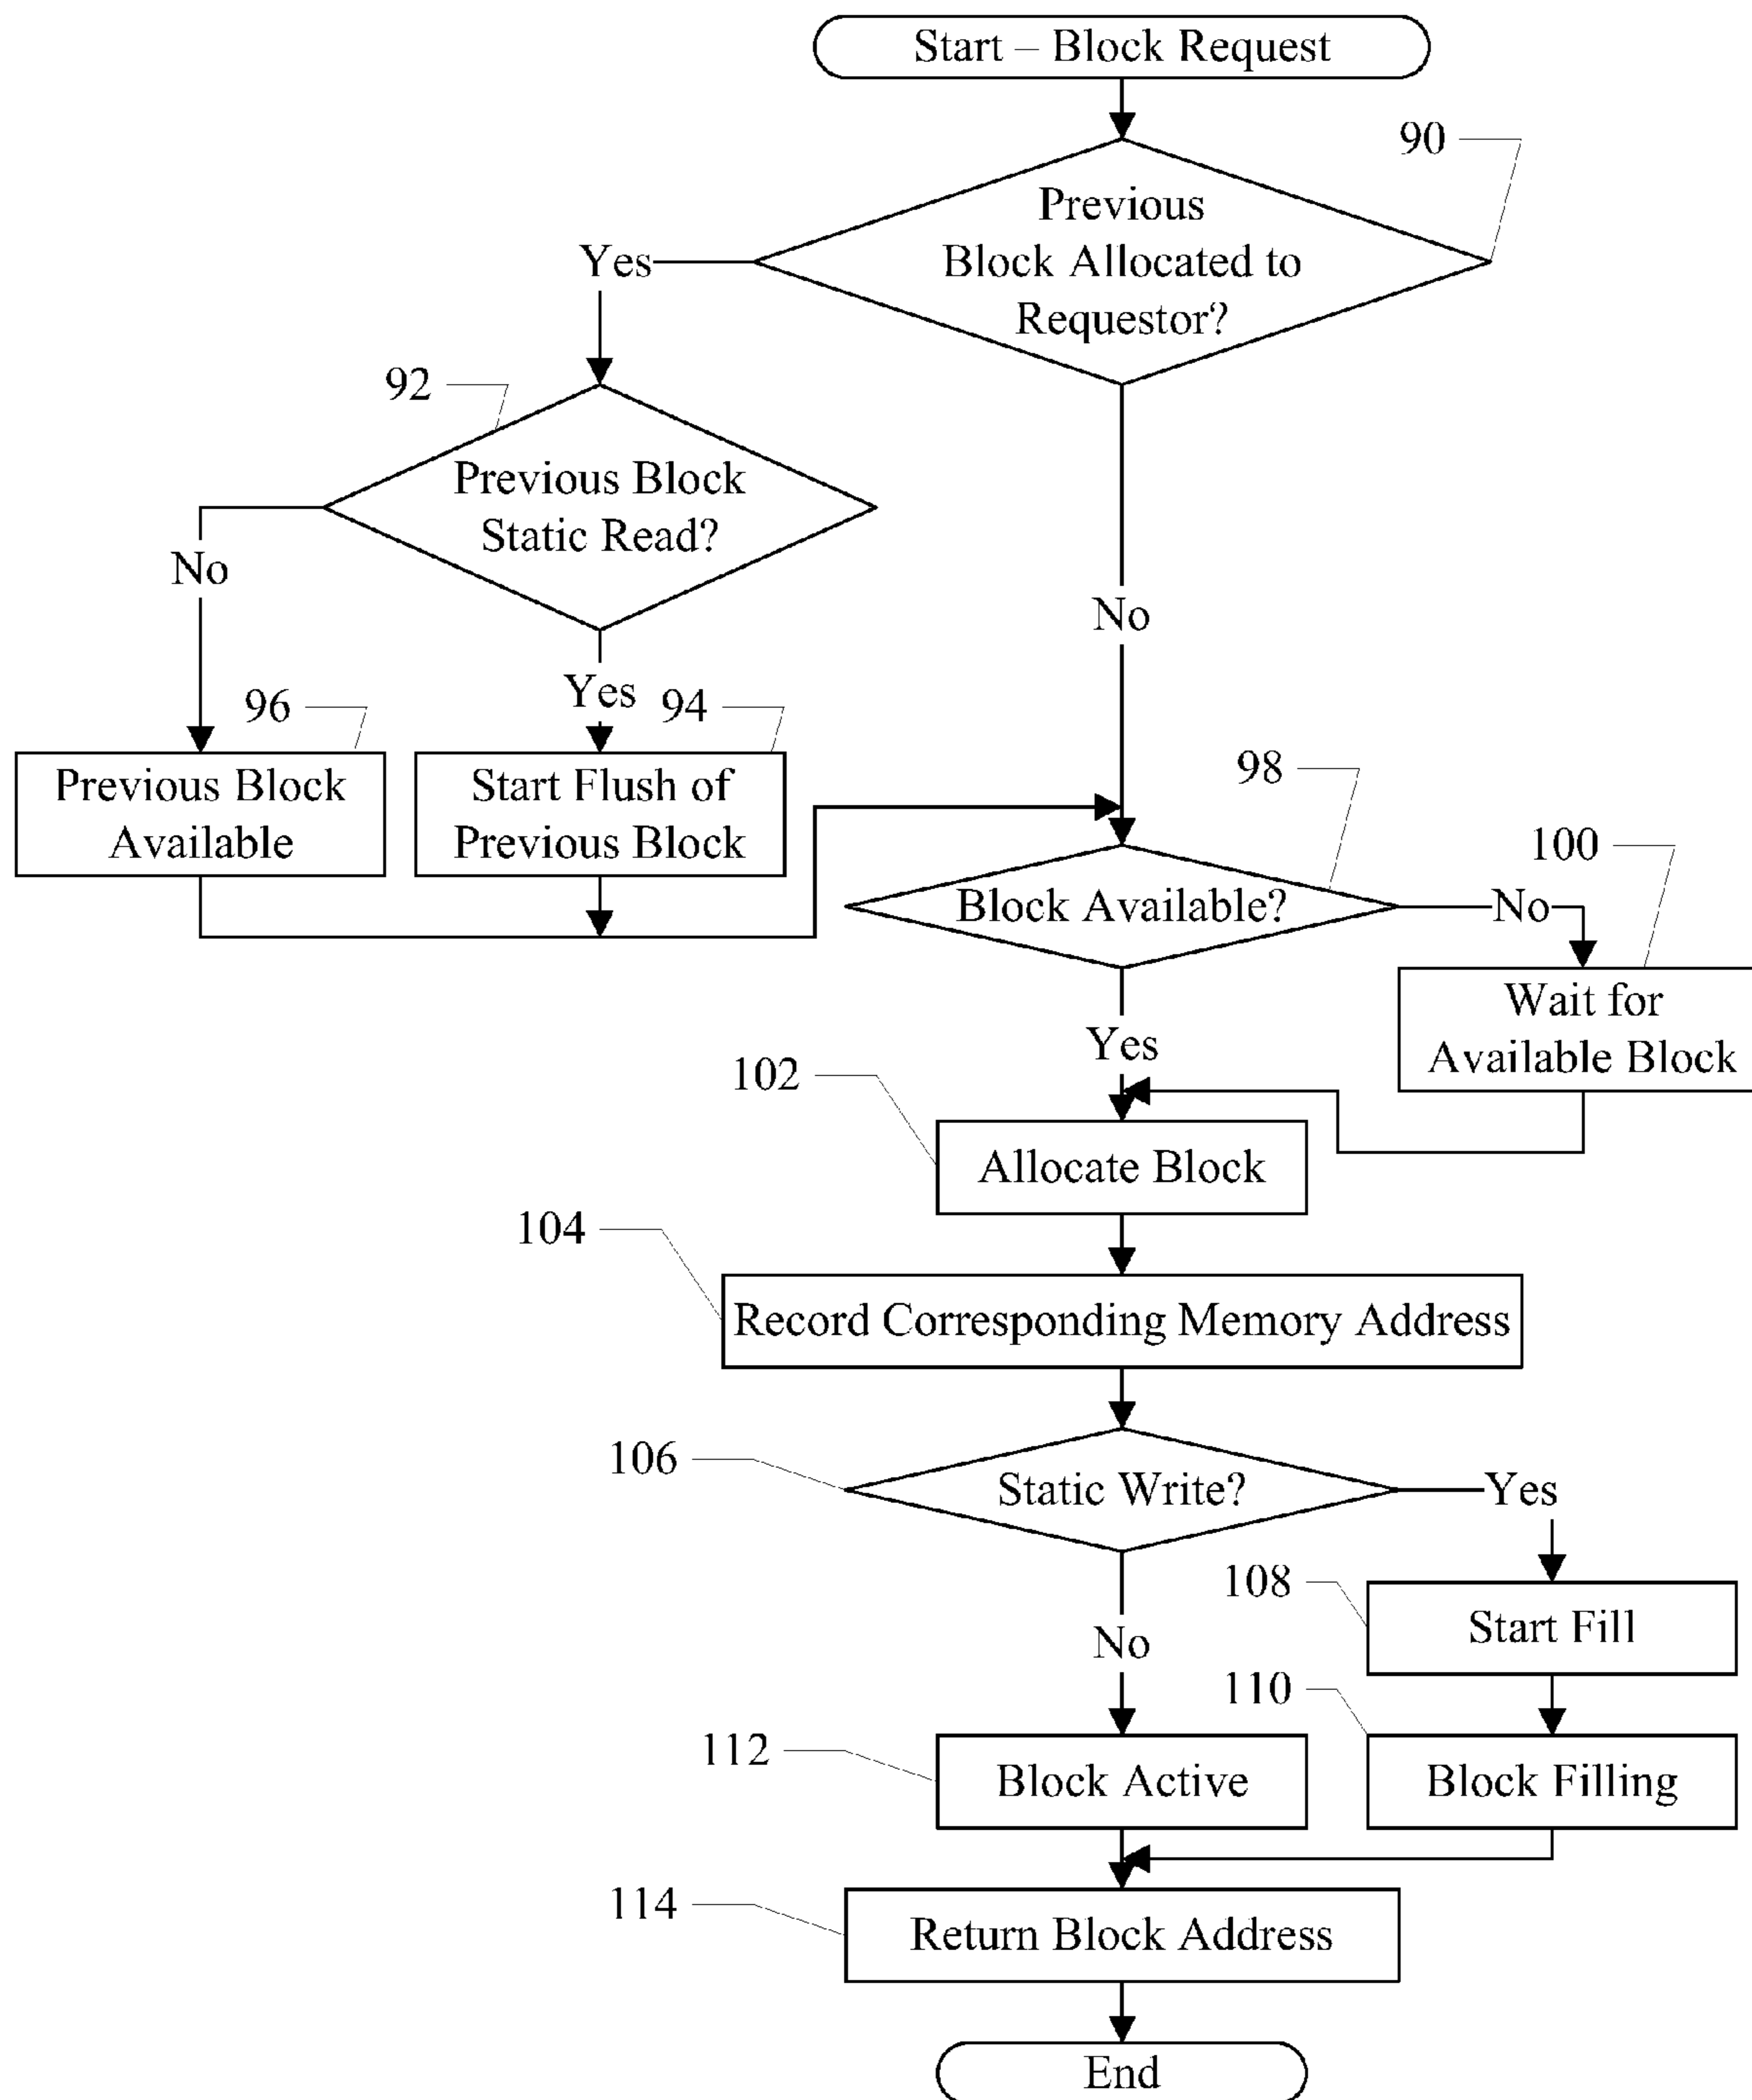 Start – Block Request
90
Previous
Block Allocated to
Requestor?
Yes
92
Previous Block
Static Read?
No
No
Yes
96
94
Previous Block
Available
Start Flush of
Previous Block
98
Block Available?
No
100
Wait for
Available Block
Yes
102
Allocate Block
104
Record Corresponding Memory Address
106
Static Write?
Yes
108
Start Fill
No
110
Block Filling
112
Block Active
114
Return Block Address
End